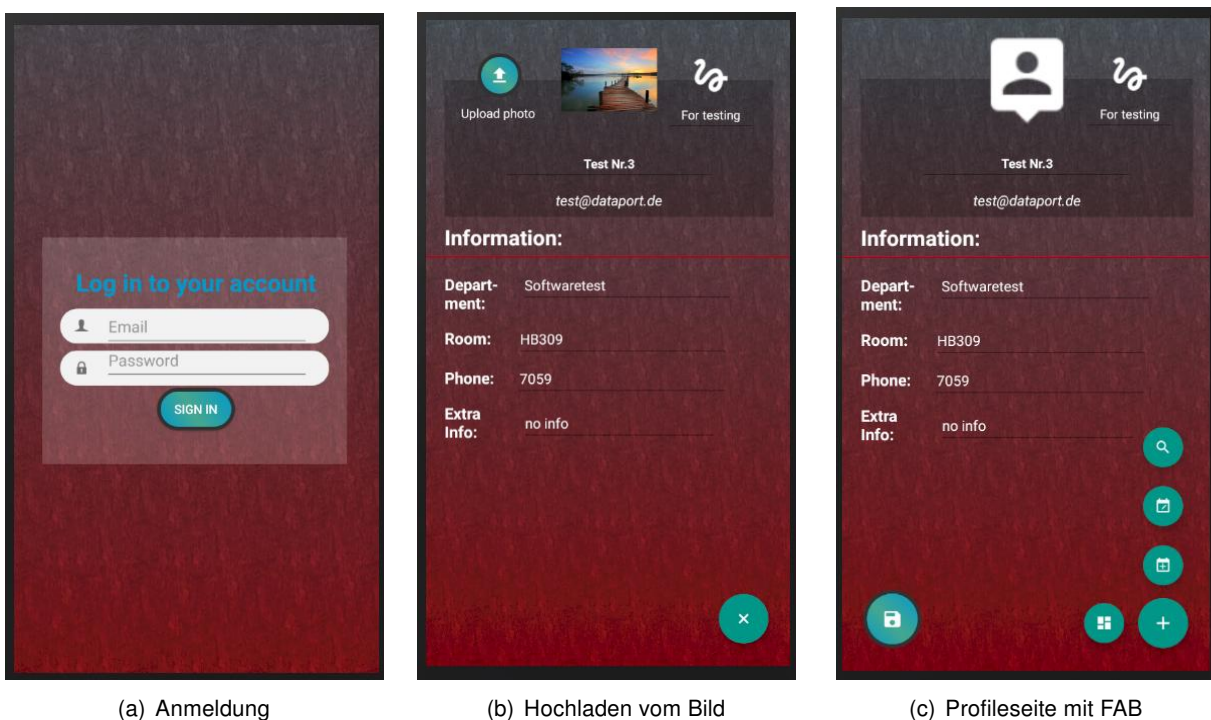 Log in to your account
Email
Password
SIGN IN
(a) Anmeldung
Upload photo
For testing
Test Nr.3
test@dataport.de
Information:
Depart-
ment:
Softwaretest
Room: HB309
Phone: 7059
Extra
Info:
no info
(b) Hochladen vom Bild
For testing
Test Nr.3
test@dataport.de
Information:
Depart-
ment:
Softwaretest
Room: HB309
Phone: 7059
Extra
Info:
no info
(c) Profileseite mit FAB